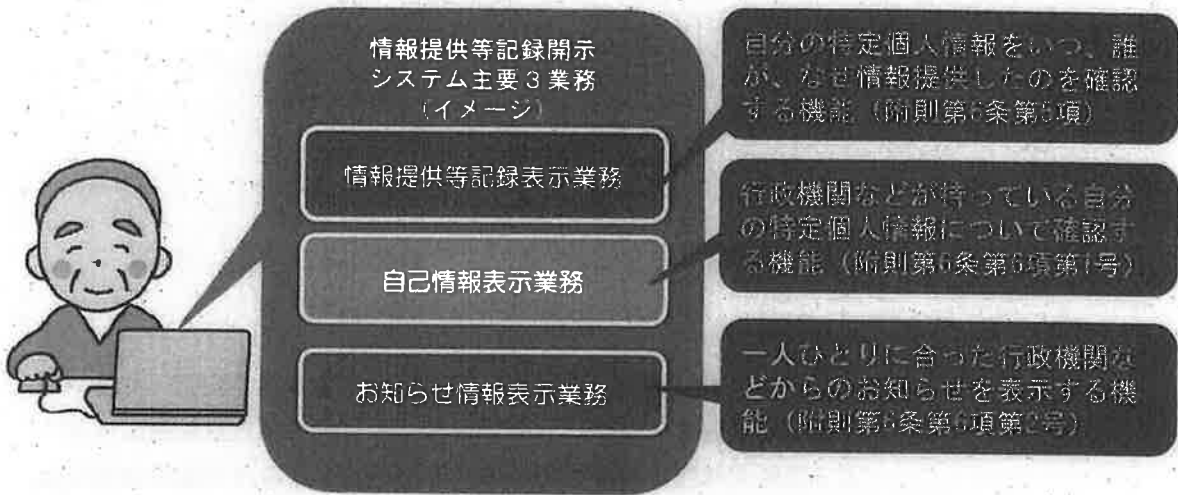 情報提供等記録開示
システム主要3業務
(イメージ)
情報提供等記録表示業務
自己情報表示業務
お知らせ情報表示業務
自分の特定個人情報をいつ、誰
が、なぜ情報提供したのを確認
する機能(附則第6条第5項)
行政機関などが持っている自分
の特定個人情報について確認す
る機能(附則第6条第6項第1号)
一人ひとりに合った行政機関な
どからのお知らせを表示する機
能(附則第6条第6項第2号)